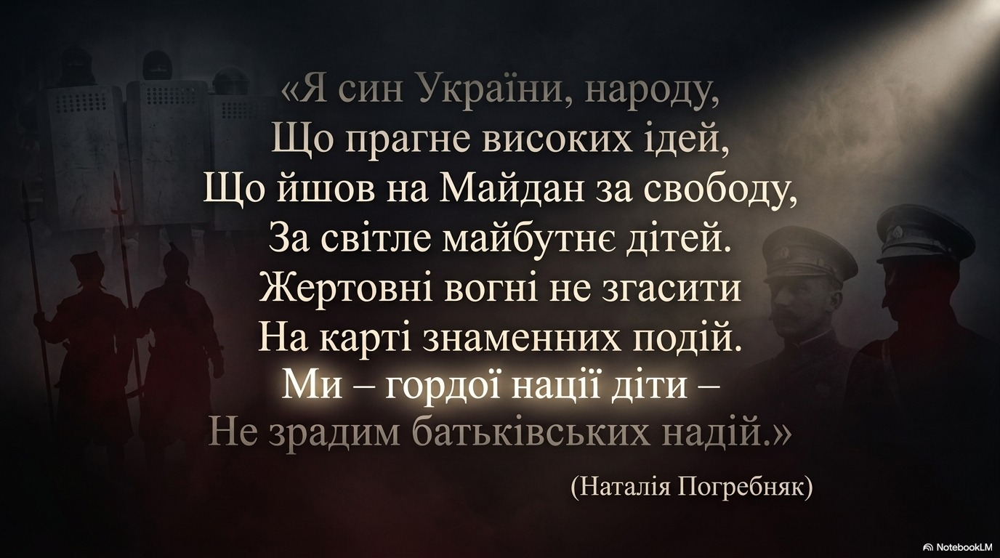 «Я син України, народу,
Що прагне високих ідей,
Що йшов на Майдан за свободу,
За світле майбутнє дітей.
Жертовні вогні не згасити
На карті знаменних подій.
Ми – гордої нації діти –
Не зрадим батьківських надій.»
(Наталія Погребняк)
NotebookLM